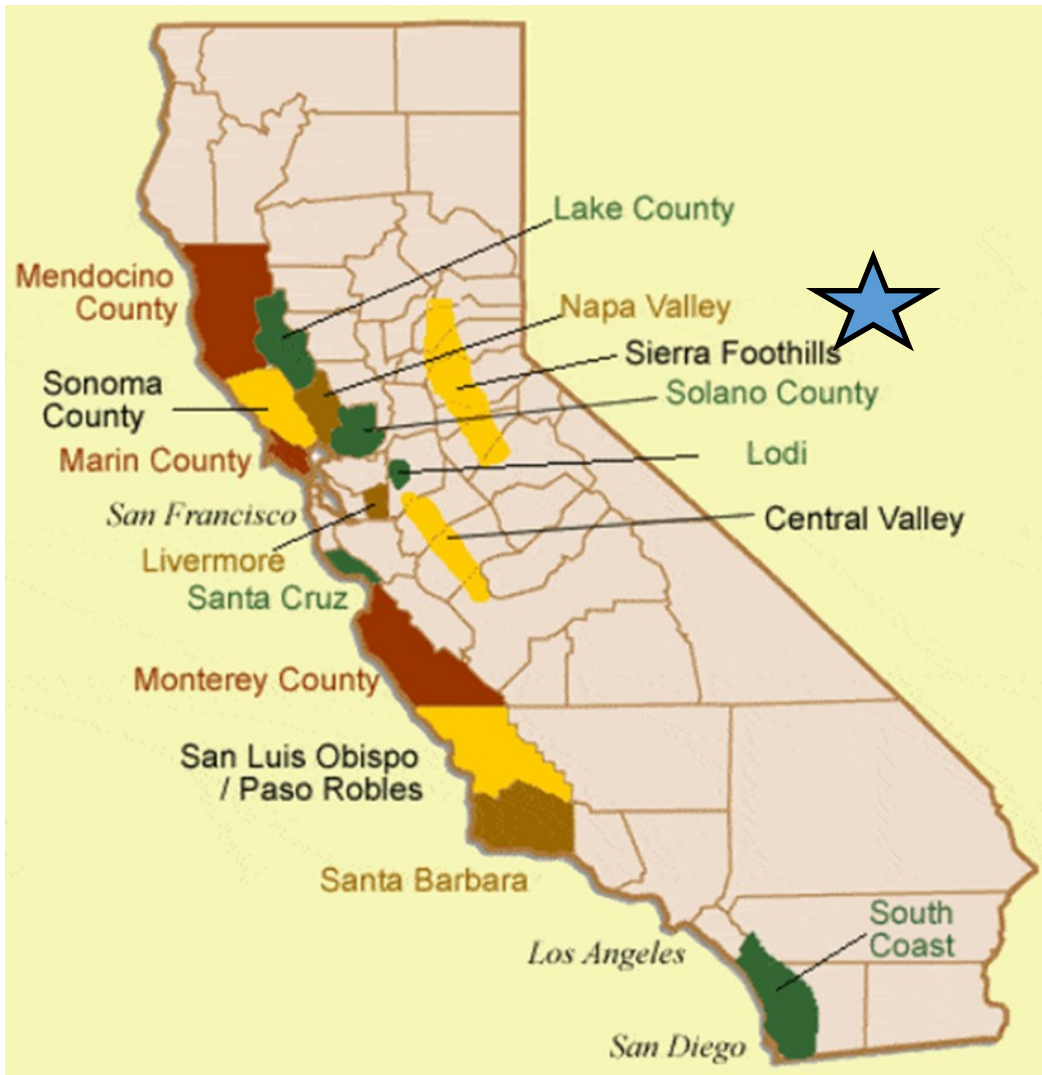 Lake County
Mendocino
County
Napa Valley
Sierra Foothills
Sonoma
County
Solano County
Marin County
Lodi
San Francisco
Central Valley
Livermore
Santa Cruz
Monterey County
San Luis Obispo
/ Paso Robles
Santa Barbara
South
Coast
Los Angeles
San Diego